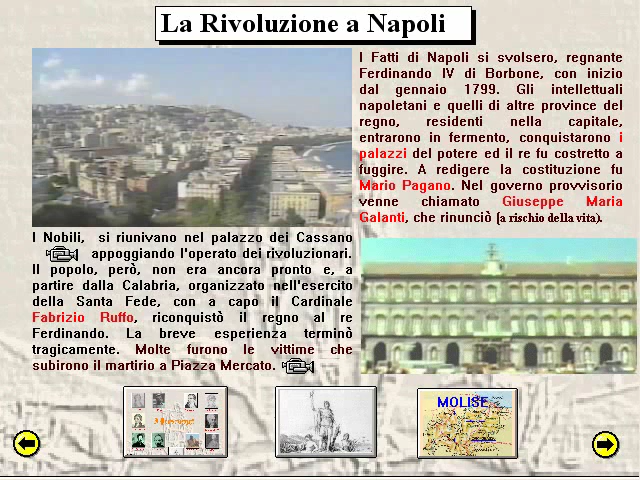 La Rivoluzione a Napoli
I Fatti di Napoli si svolsero, regnante
Ferdinando IV di Borbone, con inizio
dal gennaio 1799. Gli intellettuali
napoletani e quelli di altre province del
regno, residenti nella capitale,
entrarono in fermento, conquistarono i
palazzi del potere ed il re fu costretto a
fuggire. A redigere la costituzione fu
Mario Pagano. Nel governo provvisorio
venne chiamato Giuseppe Maria
Galanti, che rinunciò (a rischio della vita).
I Nobili, si riunivano nel palazzo dei Cassano
appoggiando l'operato dei rivoluzionari.
Il popolo, però, non era ancora pronto e, a
partire dalla Calabria, organizzato nell'esercito
della Santa Fede, con a capo il Cardinale
Fabrizio Ruffo, riconquistò il regno al re
Ferdinando. La breve esperienza terminò
tragicamente. Molte furono le vittime che
subirono il martirio a Piazza Mercato.
MOLISE